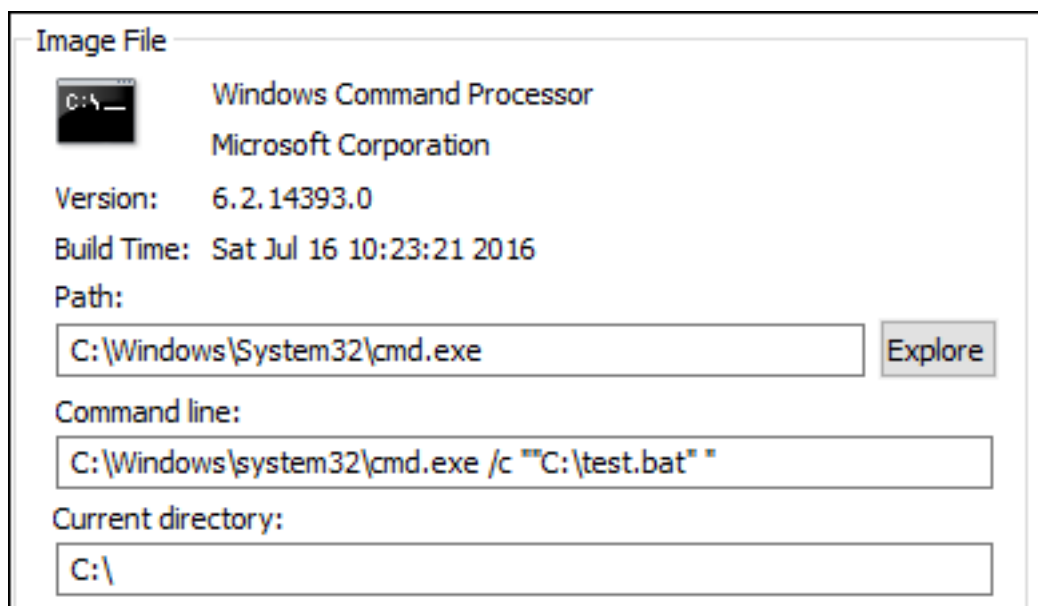 Image File
C:\
Windows Command Processor
Microsoft Corporation
Version: 6.2.14393.0
Build Time: Sat Jul 16 10:23:21 2016
Path:
C:\Windows\System32\cmd.exe Explore
Command line:
C:\Windows\system32\cmd.exe /c ""C:\test.bat" "
Current directory:
C:\